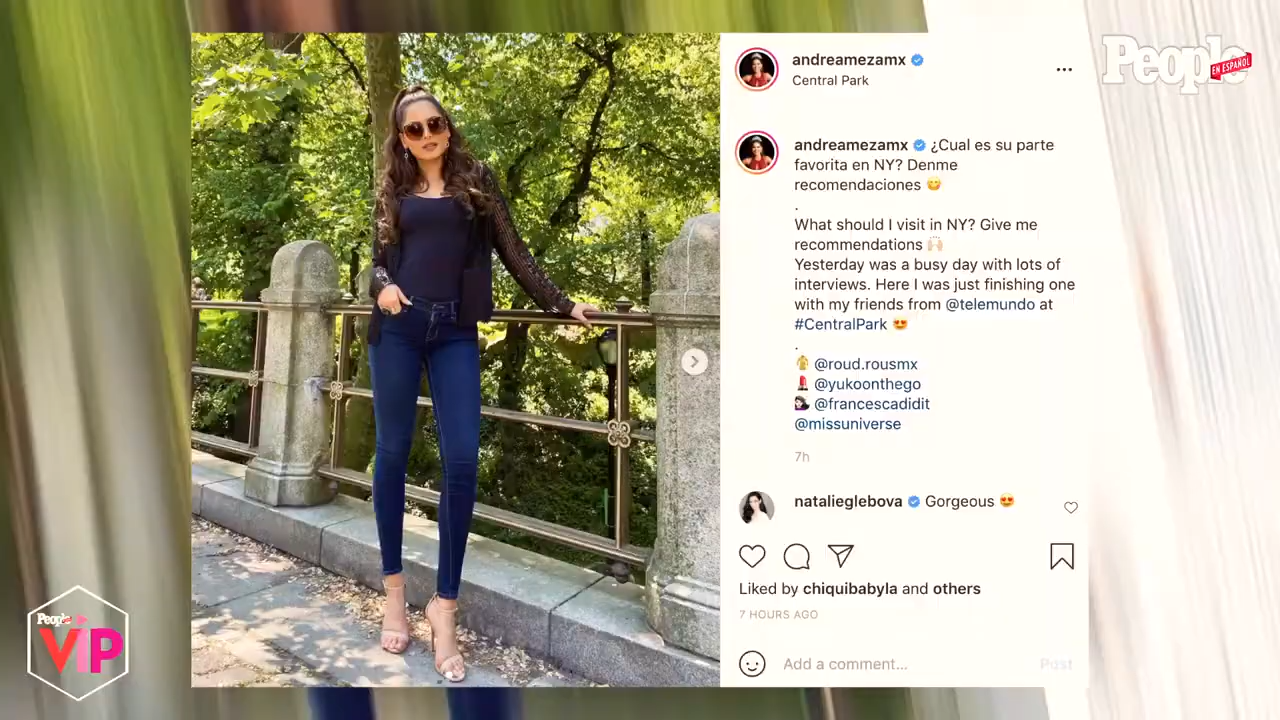 andreamezamx
Central Park
People
EN ESPAÑOL
andreamezamx ¿Cual es su parte
favorita en NY? Denme
recomendaciones 😋
.
What should I visit in NY? Give me
recommendations 🙌🏻
Yesterday was a busy day with lots of
interviews. Here I was just finishing one
with my friends from @telemundo at
#CentralPark 😍
.
🧥 @roud.rousmx
💄 @yukoonthego
💇🏻‍♀️ @francescadidit
@missuniverse
7h
natalieglebova Gorgeous 😍
Liked by chiquibabyla and others
7 HOURS AGO
Add a comment...
Post
People
VIP